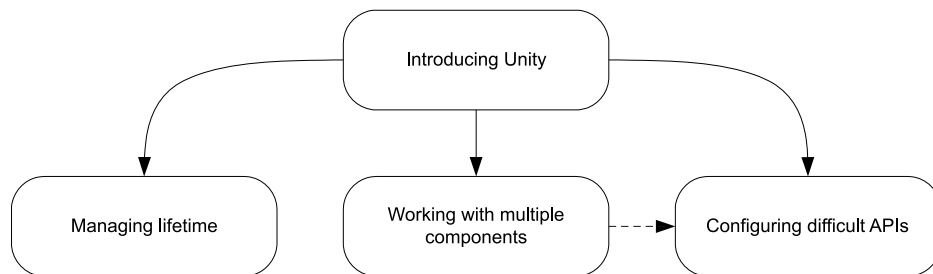 Introducing Unity
Managing lifetime
Working with multiple
components
Configuring difficult APIs